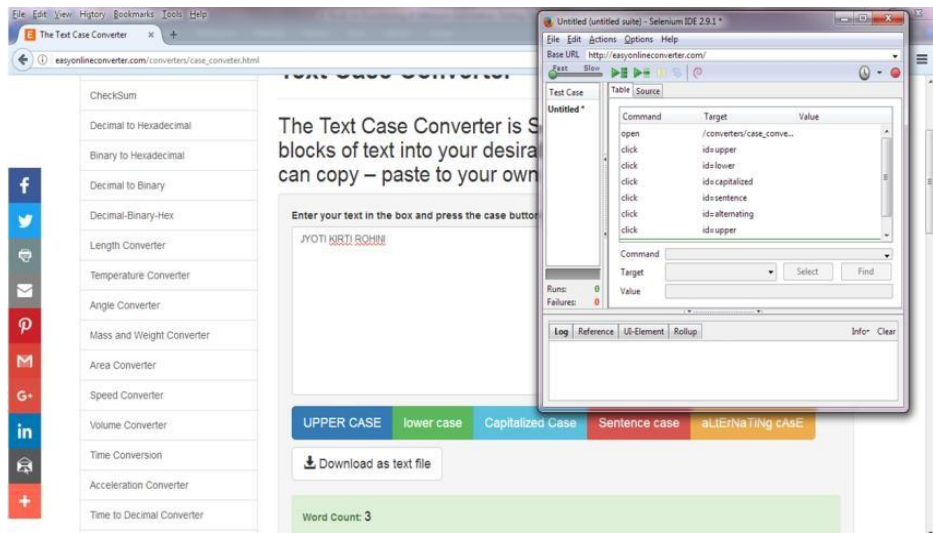 File Edit View History Bookmarks Tools Help
The Text Case Converter × +
easyonlineconverter.com/converters/case_conveter.html
Text Case Converter
CheckSum
Decimal to Hexadecimal
Binary to Hexadecimal
Decimal to Binary
Decimal-Binary-Hex
Length Converter
Temperature Converter
Angle Converter
Mass and Weight Converter
Area Converter
Speed Converter
Volume Converter
Time Conversion
Acceleration Converter
Time to Decimal Converter
The Text Case Converter is S
blocks of text into your desira
can copy – paste to your own
Enter your text in the box and press the case button
JYOTI KIRTI ROHINI
UPPER CASE lower case Capitalized Case Sentence case aLtErNaTiNg cAsE
Download as text file
Word Count: 3
Untitled (untitled suite) - Selenium IDE 2.9.1 *
File Edit Actions Options Help
Base URL http://easyonlineconverter.com/
Fast Slow
Test Case
Untitled *
Table Source
Command Target Value
open /converters/case_conve...
click id=upper
click id=lower
click id=capitalized
click id=sentence
click id=alternating
click id=upper
Command
Target Select Find
Value
Runs: 0
Failures: 0
Log Reference UI-Element Rollup Info Clear